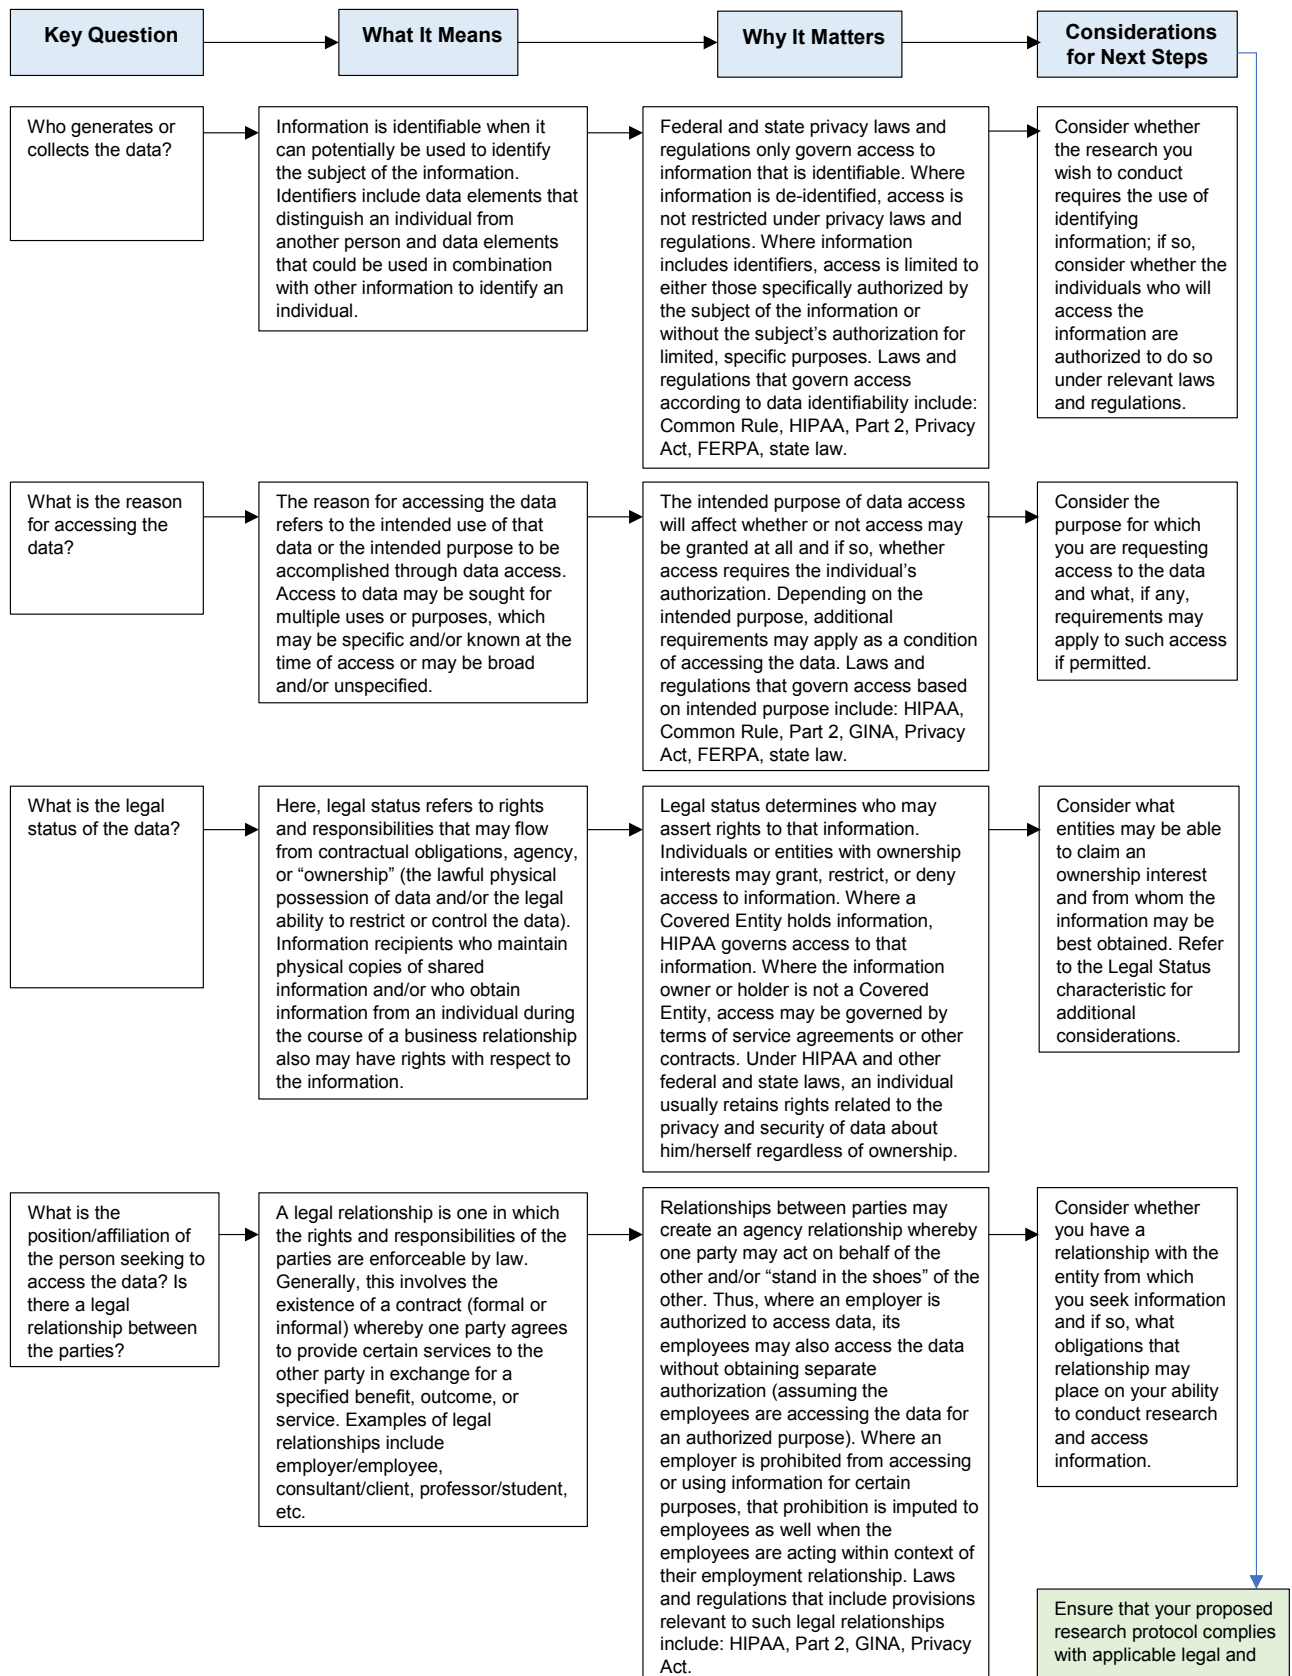 Key Question
What It Means
Why It Matters
Considerations
for Next Steps
Who generates or
collects the data?
Information is identifiable when it
can potentially be used to identify
the subject of the information.
Identifiers include data elements that
distinguish an individual from
another person and data elements
that could be used in combination
with other information to identify an
individual.
Federal and state privacy laws and
regulations only govern access to
information that is identifiable. Where
information is de-identified, access is
not restricted under privacy laws and
regulations. Where information
includes identifiers, access is limited to
either those specifically authorized by
the subject of the information or
without the subject’s authorization for
limited, specific purposes. Laws and
regulations that govern access
according to data identifiability include:
Common Rule, HIPAA, Part 2, Privacy
Act, FERPA, state law.
Consider whether
the research you
wish to conduct
requires the use of
identifying
information; if so,
consider whether the
individuals who will
access the
information are
authorized to do so
under relevant laws
and regulations.
What is the reason
for accessing the
data?
The reason for accessing the data
refers to the intended use of that
data or the intended purpose to be
accomplished through data access.
Access to data may be sought for
multiple uses or purposes, which
may be specific and/or known at the
time of access or may be broad
and/or unspecified.
The intended purpose of data access
will affect whether or not access may
be granted at all and if so, whether
access requires the individual’s
authorization. Depending on the
intended purpose, additional
requirements may apply as a condition
of accessing the data. Laws and
regulations that govern access based
on intended purpose include: HIPAA,
Common Rule, Part 2, GINA, Privacy
Act, FERPA, state law.
Consider the
purpose for which
you are requesting
access to the data
and what, if any,
requirements may
apply to such access
if permitted.
What is the legal
status of the data?
Here, legal status refers to rights
and responsibilities that may flow
from contractual obligations, agency,
or “ownership” (the lawful physical
possession of data and/or the legal
ability to restrict or control the data).
Information recipients who maintain
physical copies of shared
information and/or who obtain
information from an individual during
the course of a business relationship
also may have rights with respect to
the information.
Legal status determines who may
assert rights to that information.
Individuals or entities with ownership
interests may grant, restrict, or deny
access to information. Where a
Covered Entity holds information,
HIPAA governs access to that
information. Where the information
owner or holder is not a Covered
Entity, access may be governed by
terms of service agreements or other
contracts. Under HIPAA and other
federal and state laws, an individual
usually retains rights related to the
privacy and security of data about
him/herself regardless of ownership.
Consider what
entities may be able
to claim an
ownership interest
and from whom the
information may be
best obtained. Refer
to the Legal Status
characteristic for
additional
considerations.
What is the
position/affiliation of
the person seeking to
access the data? Is
there a legal
relationship between
the parties?
A legal relationship is one in which
the rights and responsibilities of the
parties are enforceable by law.
Generally, this involves the
existence of a contract (formal or
informal) whereby one party agrees
to provide certain services to the
other party in exchange for a
specified benefit, outcome, or
service. Examples of legal
relationships include
employer/employee,
consultant/client, professor/student,
etc.
Relationships between parties may
create an agency relationship whereby
one party may act on behalf of the
other and/or “stand in the shoes” of the
other. Thus, where an employer is
authorized to access data, its
employees may also access the data
without obtaining separate
authorization (assuming the
employees are accessing the data for
an authorized purpose). Where an
employer is prohibited from accessing
or using information for certain
purposes, that prohibition is imputed to
employees as well when the
employees are acting within context of
their employment relationship. Laws
and regulations that include provisions
relevant to such legal relationships
include: HIPAA, Part 2, GINA, Privacy
Act.
Consider whether
you have a
relationship with the
entity from which
you seek information
and if so, what
obligations that
relationship may
place on your ability
to conduct research
and access
information.
Ensure that your proposed
research protocol complies
with applicable legal and